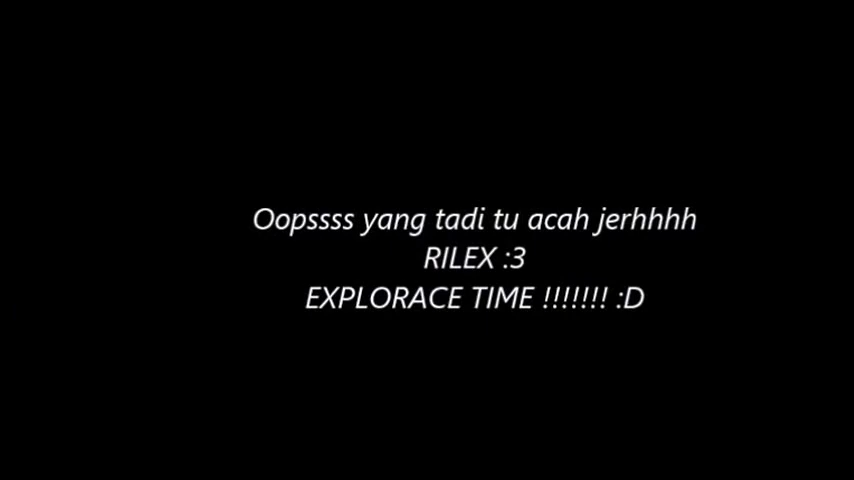 Oopssss yang tadi tu acah jerhhhh
RILEX :3
EXPLORACE TIME !!!!!!! :D